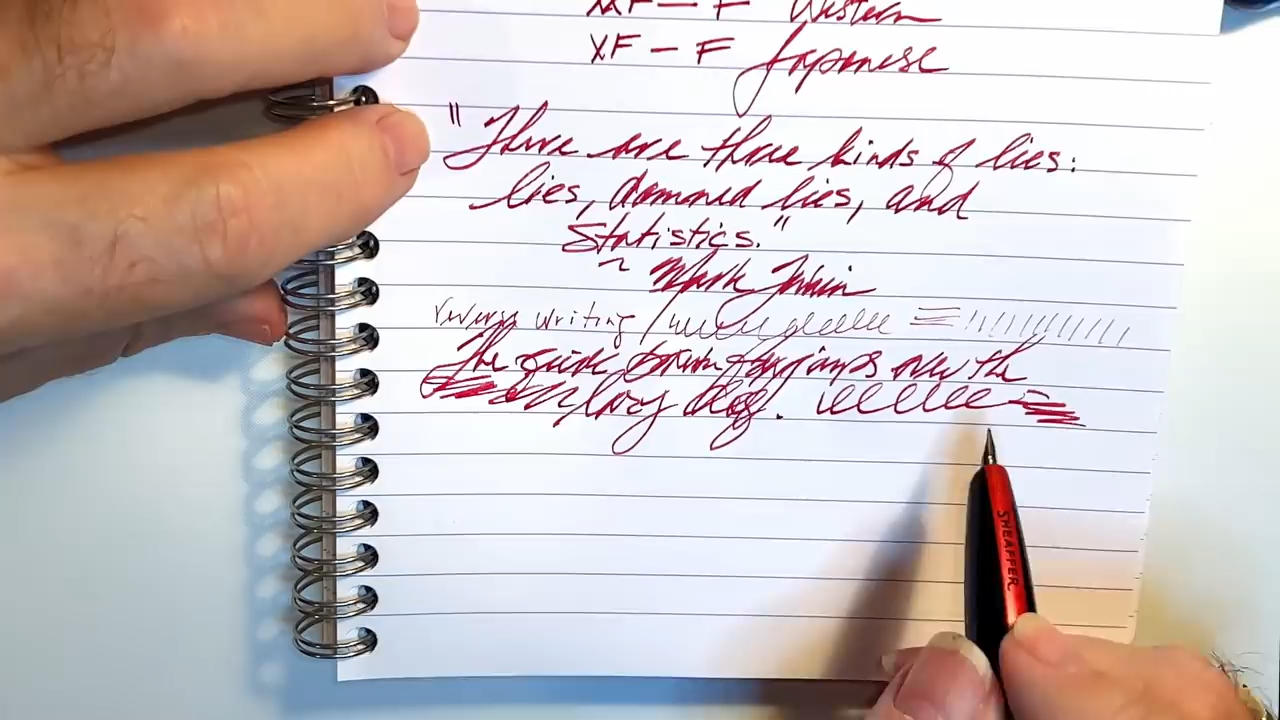 XF — F Western
XF — F Japanese
"There are three kinds of lies:
lies, damned lies, and
Statistics."
~ Mark Twain
reverse writing /
The quick brown fox jumps over the
lazy dog.
SHEAFFER